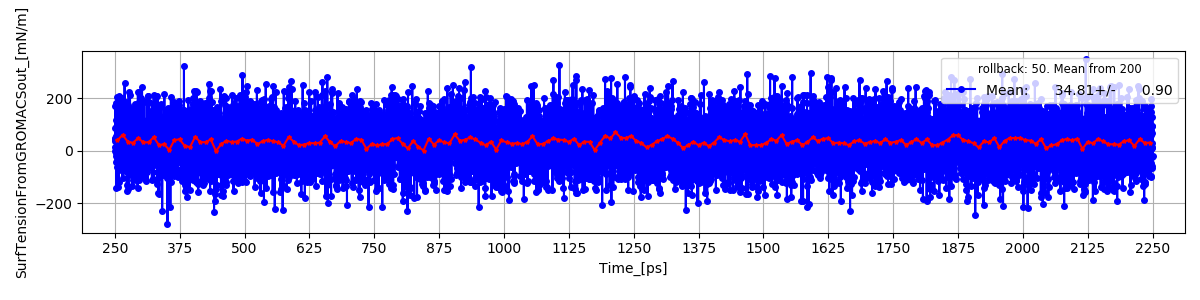 SurfTensionFromGROMACSout_[mN/m]
200
0
−200
rollback: 50. Mean from 200
Mean: 34.81+/- 0.90
250 375 500 625 750 875 1000 1125 1250 1375 1500 1625 1750 1875 2000 2125 2250
Time_[ps]